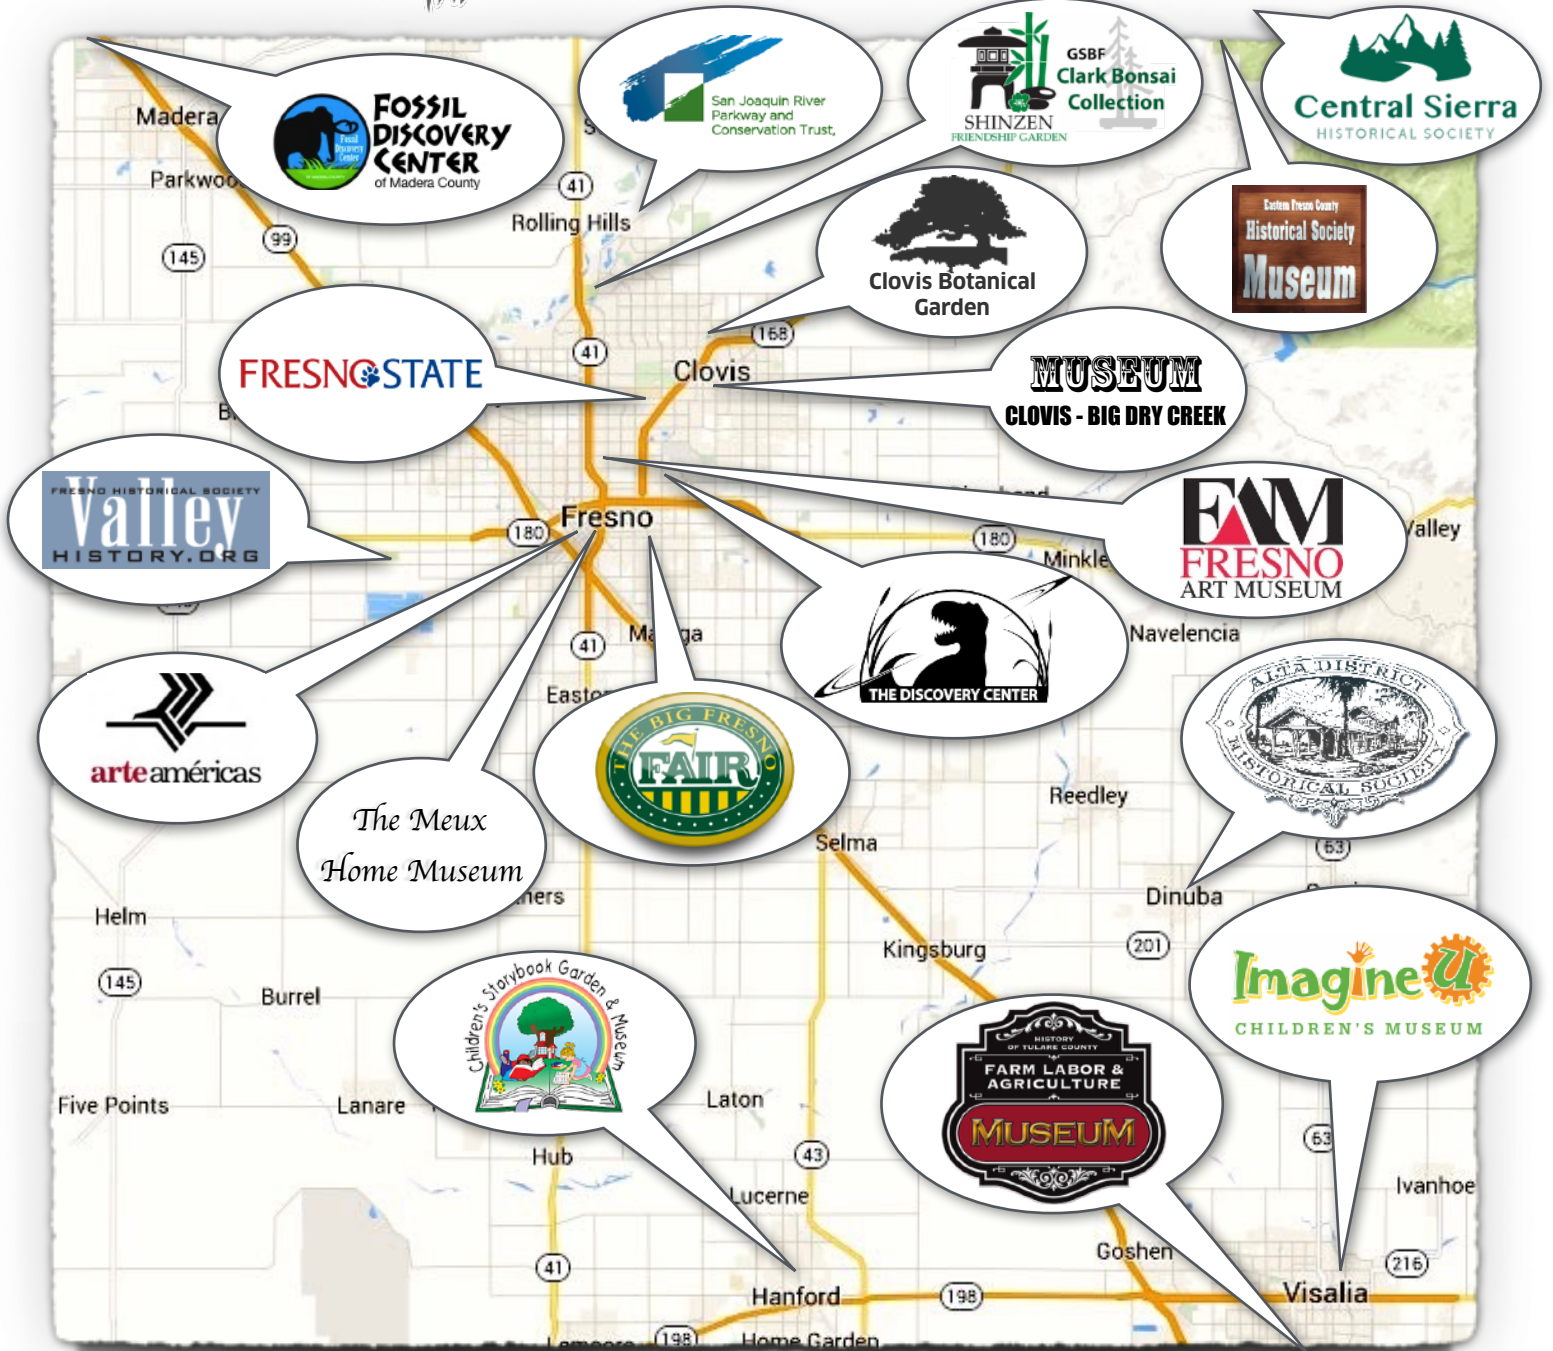 Madera
FOSSIL
DISCOVERY
CENTER
of Madera County
Fossil
Discovery
Center
San Joaquin River
Parkway and
Conservation Trust,
GSBF
Clark Bonsai
Collection
SHINZEN
FRIENDSHIP GARDEN
Central Sierra
HISTORICAL SOCIETY
41
Rolling Hills
99
145
Clovis Botanical
Garden
Eastern Fresno County
Historical Society
Museum
168
41
Clovis
FRESNO STATE
MUSEUM
CLOVIS - BIG DRY CREEK
FRESNO HISTORICAL SOCIETY
Valley
HISTORY.ORG
Fresno
180
180
FAM
FRESNO
ART MUSEUM
THE DISCOVERY CENTER
41
Navelencia
arte américas
The Meux
Home Museum
THE BIG FRESNO
FAIR
ALTA DISTRICT
HISTORICAL SOCIETY
Reedley
Selma
63
Dinuba
Helm
Kingsburg
201
145
Burrel
Children's Storybook Garden & Museum
HISTORY
OF TULARE COUNTY
FARM LABOR &
AGRICULTURE
MUSEUM
Imagine U
CHILDREN'S MUSEUM
Five Points
Lanare
Laton
Hub
43
63
Lucerne
Ivanhoe
Goshen
41
216
Hanford
198
Visalia
198
Home Garden